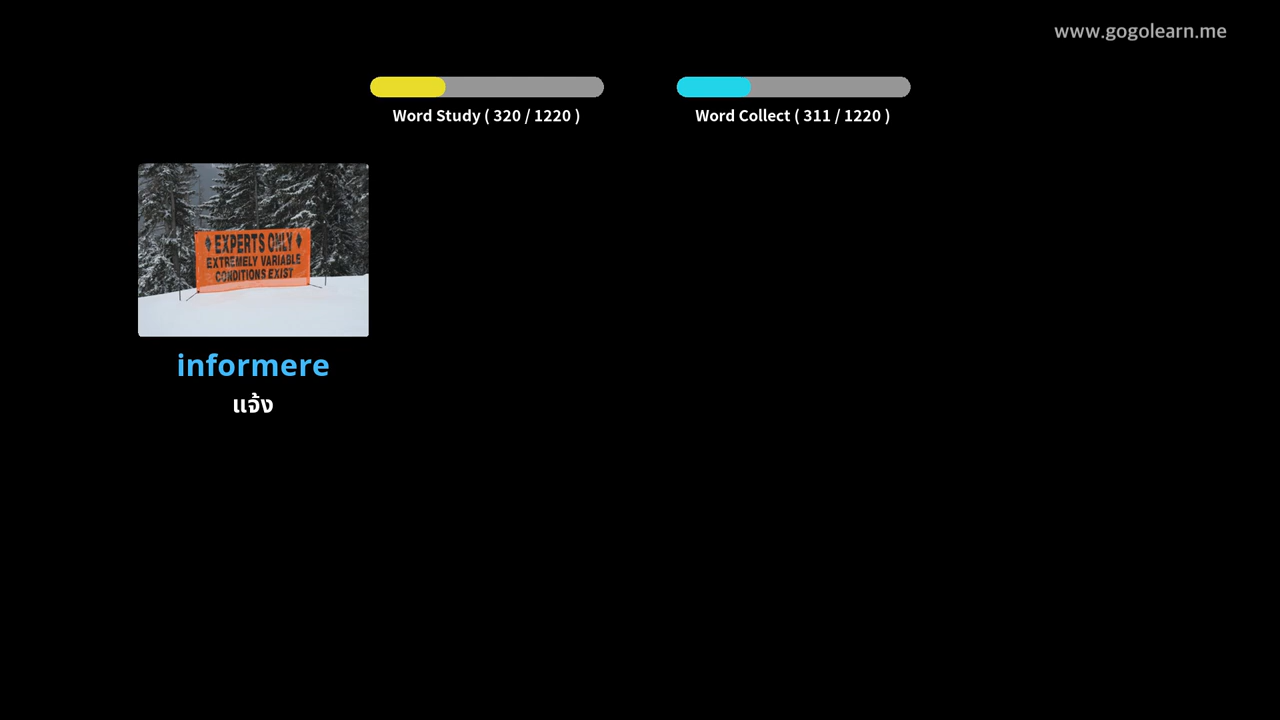 www.gogolearn.me
Word Study ( 320 / 1220 )
Word Collect ( 311 / 1220 )
EXPERTS ONLY
EXTREMELY VARIABLE
CONDITIONS EXIST
informere
แจ้ง